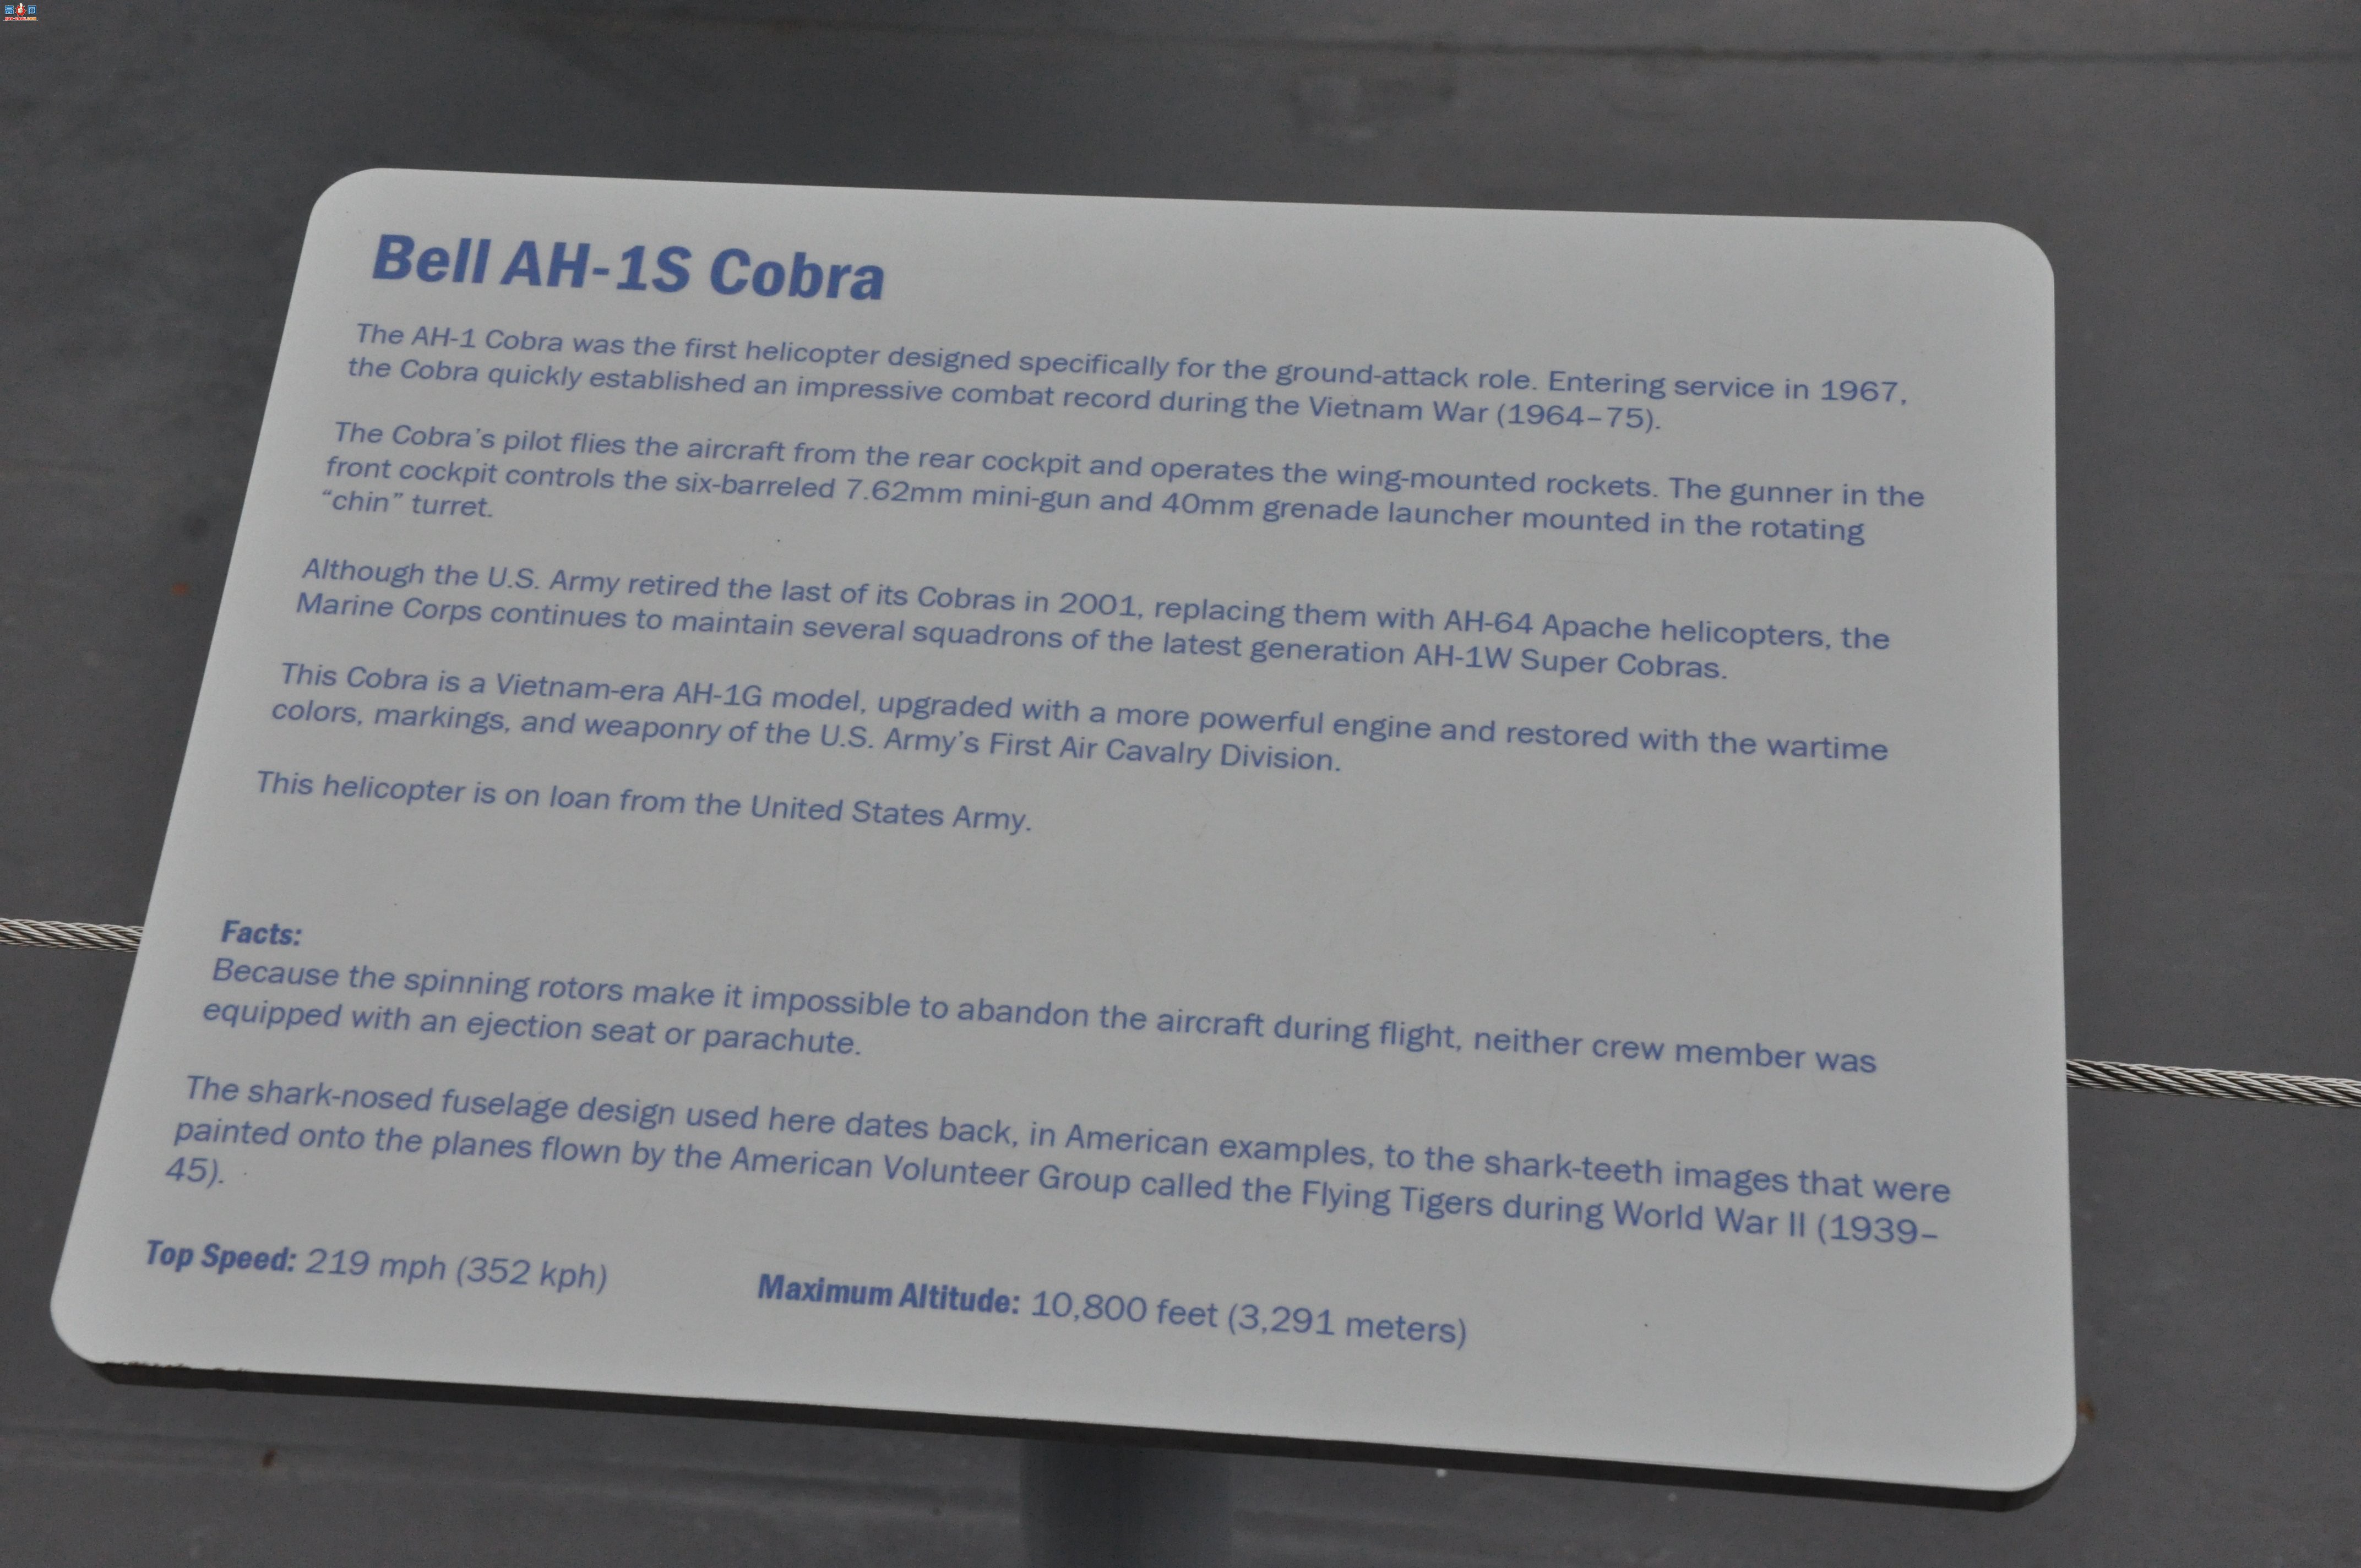 Bell AH-1S Cobra
The AH-1 Cobra was the first helicopter designed specifically for the ground-attack role. Entering service in 1967,
the Cobra quickly established an impressive combat record during the Vietnam War (1964–75).
The Cobra's pilot flies the aircraft from the rear cockpit and operates the wing-mounted rockets. The gunner in the
front cockpit controls the six-barreled 7.62mm mini-gun and 40mm grenade launcher mounted in the rotating
“chin” turret.
Although the U.S. Army retired the last of its Cobras in 2001, replacing them with AH-64 Apache helicopters, the
Marine Corps continues to maintain several squadrons of the latest generation AH-1W Super Cobras.
This Cobra is a Vietnam-era AH-1G model, upgraded with a more powerful engine and restored with the wartime
colors, markings, and weaponry of the U.S. Army's First Air Cavalry Division.
This helicopter is on loan from the United States Army.
Facts:
Because the spinning rotors make it impossible to abandon the aircraft during flight, neither crew member was
equipped with an ejection seat or parachute.
The shark-nosed fuselage design used here dates back, in American examples, to the shark-teeth images that were
painted onto the planes flown by the American Volunteer Group called the Flying Tigers during World War II (1939–
45).
Top Speed: 219 mph (352 kph) Maximum Altitude: 10,800 feet (3,291 meters)